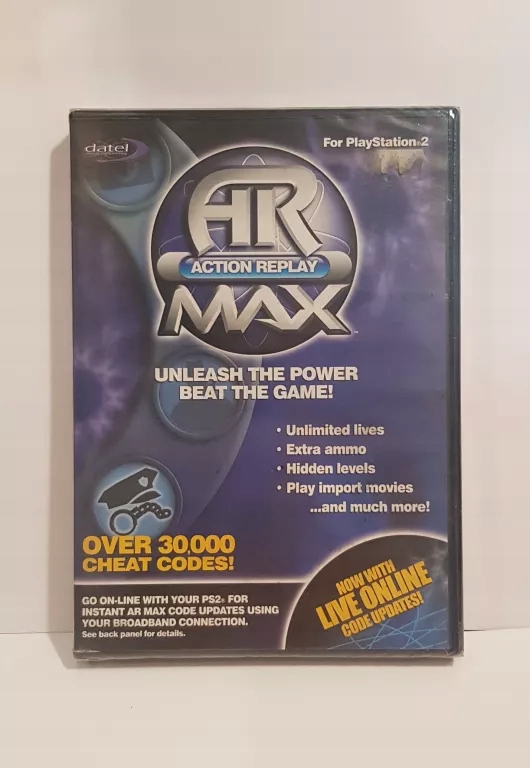 datel
For PlayStation®2
AR
ACTION REPLAY
MAX™
UNLEASH THE POWER
BEAT THE GAME!
• Unlimited lives
• Extra ammo
• Hidden levels
• Play import movies
...and much more!
OVER 30,000
CHEAT CODES!
NOW WITH
LIVE ONLINE
CODE UPDATES!
GO ON-LINE WITH YOUR PS2® FOR
INSTANT AR MAX CODE UPDATES USING
YOUR BROADBAND CONNECTION.
See back panel for details.